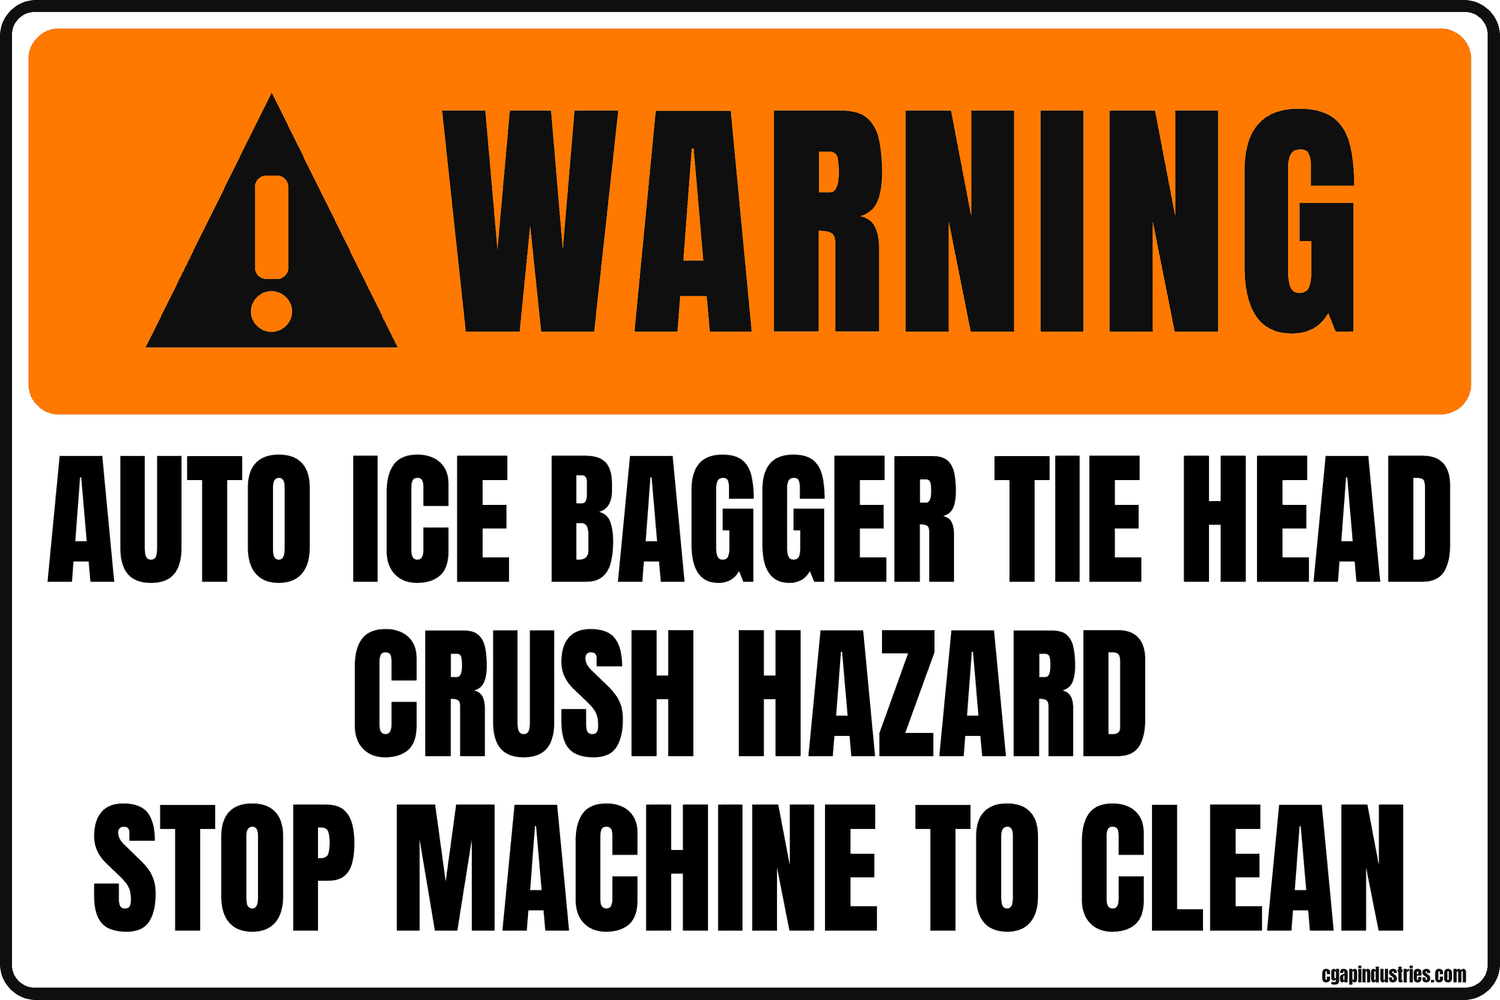 WARNING
AUTO ICE BAGGER TIE HEAD
CRUSH HAZARD
STOP MACHINE TO CLEAN
cgapindustries.com